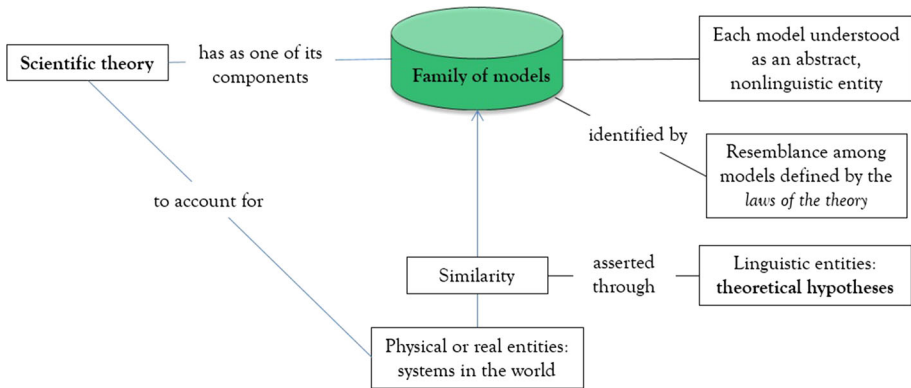 Scientific theory
has as one of its
components
Family of models
Each model understood
as an abstract,
nonlinguistic entity
identified by
Resemblance among
models defined by the
laws of the theory
to account for
Similarity
asserted
through
Linguistic entities:
theoretical hypotheses
Physical or real entities:
systems in the world